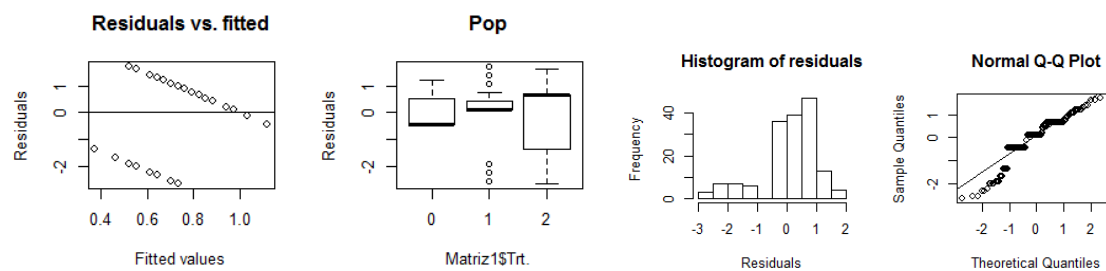 Residuals vs. fitted
Residuals
1
0
-2
0.4 0.6 0.8 1.0
Fitted values
Pop
Residuals
1
0
-2
0 1 2
Matriz1$Trt.
Histogram of residuals
Frequency
40
20
0
-3 -2 -1 0 1 2
Residuals
Normal Q-Q Plot
Sample Quantiles
1
0
-2
-2 -1 0 1 2
Theoretical Quantiles